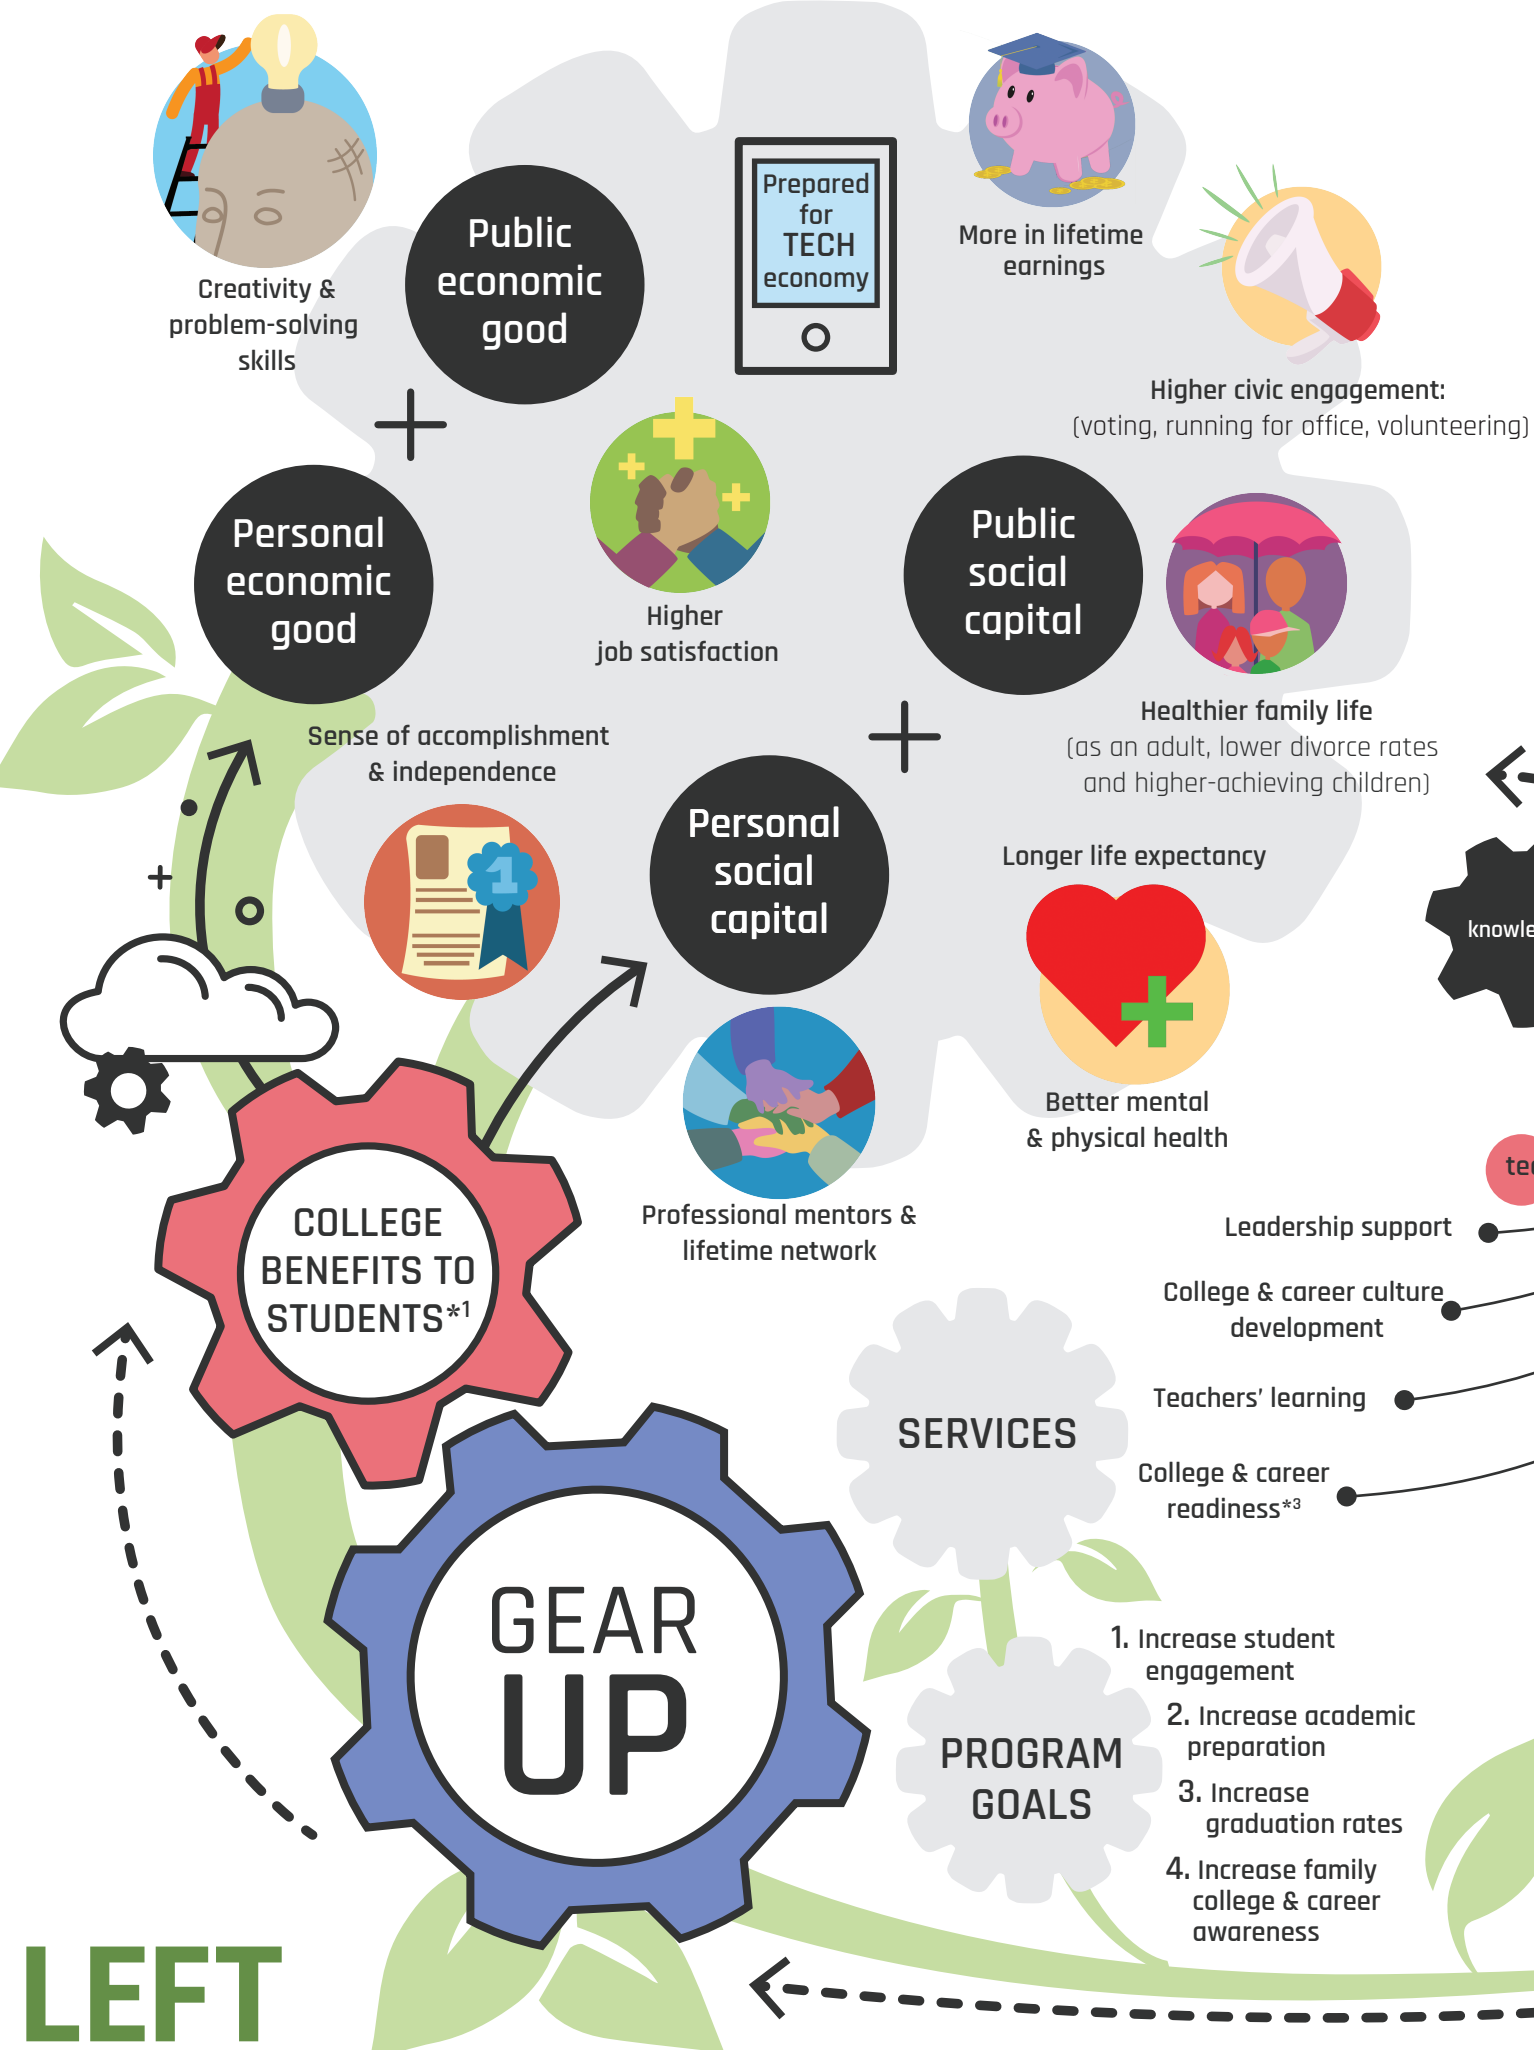 Creativity &
problem-solving
skills
Public
economic
good
Prepared
for
TECH
economy
More in lifetime
earnings
Higher civic engagement:
(voting, running for office, volunteering)
Personal
economic
good
Higher
job satisfaction
Public
social
capital
Healthier family life
(as an adult, lower divorce rates
and higher-achieving children)
Sense of accomplishment
& independence
1
Personal
social
capital
Longer life expectancy
Better mental
& physical health
Professional mentors &
lifetime network
knowle
COLLEGE
BENEFITS TO
STUDENTS*1
tec
Leadership support
College & career culture
development
Teachers’ learning
College & career
readiness*3
SERVICES
GEAR
UP
PROGRAM
GOALS
1. Increase student
engagement
2. Increase academic
preparation
3. Increase
graduation rates
4. Increase family
college & career
awareness
LEFT